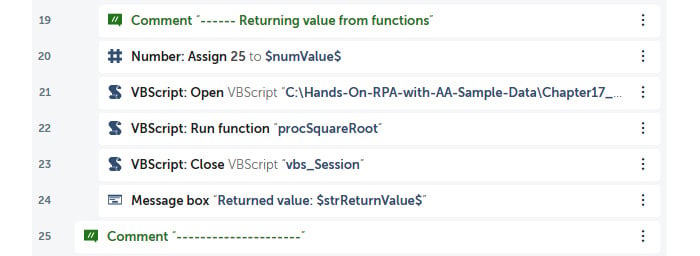 19 Comment “------ Returning value from functions”
20 Number: Assign 25 to $numValue$
21 VBScript: Open VBScript “C:\Hands-On-RPA-with-AA-Sample-Data\Chapter17_...
22 VBScript: Run function “procSquareRoot”
23 VBScript: Close VBScript “vbs_Session”
24 Message box “Returned value: $strReturnValue$”
25 Comment “---------------------”